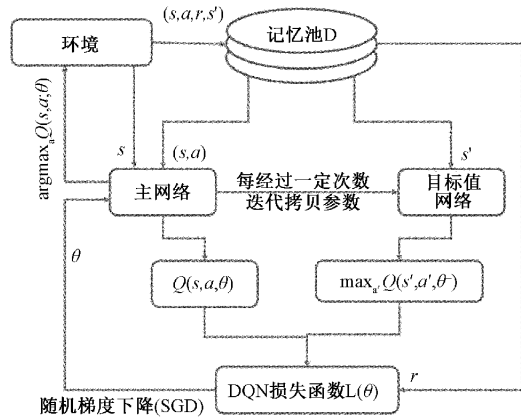 (s,a,r,s')
环境
记忆池D
argmaxₐQ(s,a;θ)
s
(s,a)
s'
主网络
每经过一定次数
迭代拷贝参数
目标值
网络
θ
Q(s,a,θ)
maxₐ'Q(s',a',θ⁻)
DQN损失函数L(θ)
r
随机梯度下降(SGD)